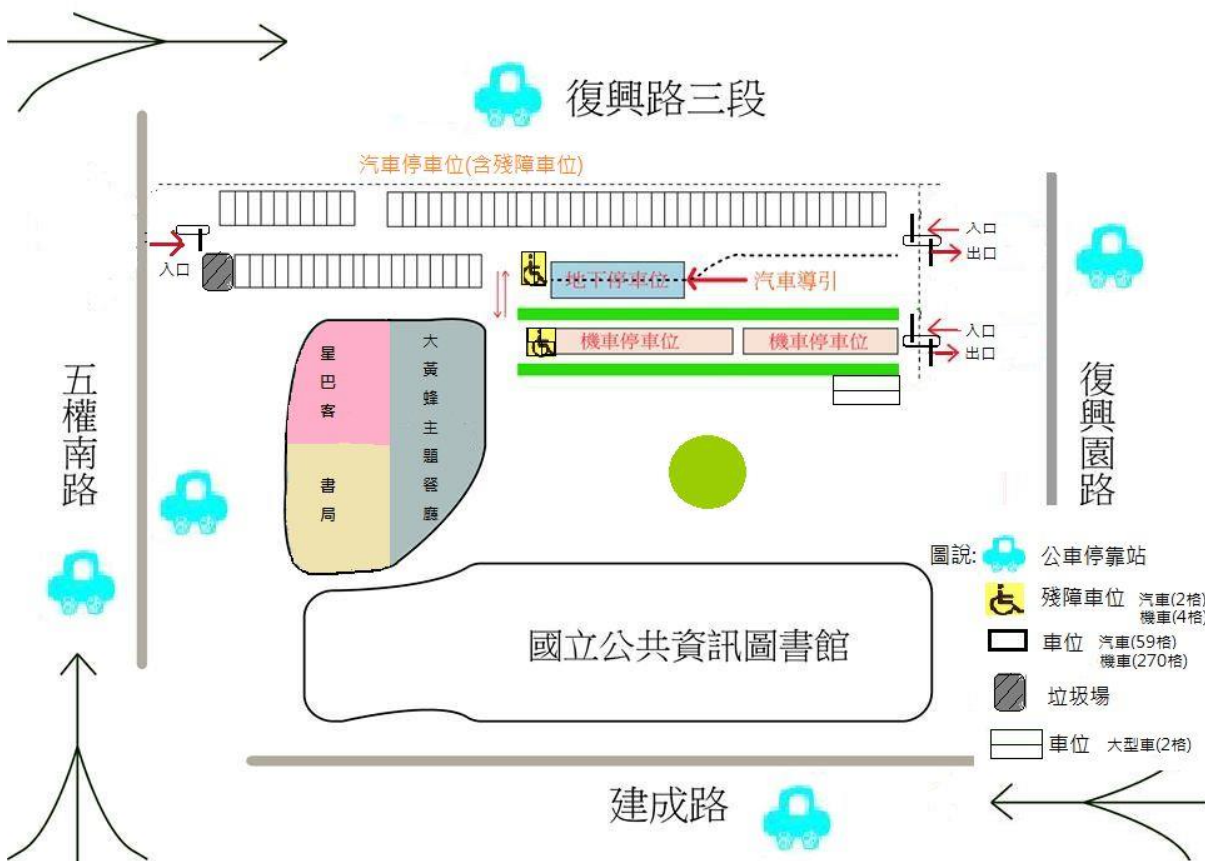 復興路三段
汽車停車位(含殘障車位)
入口
入口
出口
地下停車位
汽車導引
機車停車位
機車停車位
入口
出口
星巴客
大黃蜂主題餐廳
書局
五權南路
復興園路
國立公共資訊圖書館
建成路
圖說:
公車停靠站
殘障車位 汽車(2格)
機車(4格)
車位 汽車(59格)
機車(270格)
垃圾場
車位 大型車(2格)